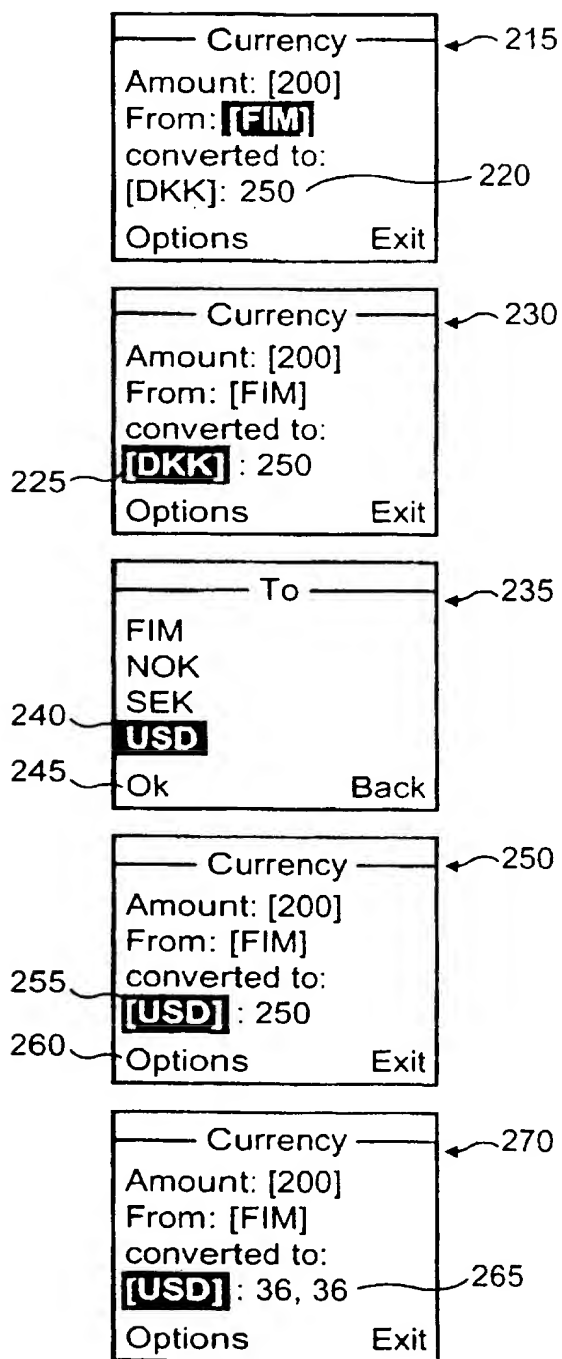 Currency 215
Amount: [200]
From: [FIM]
converted to:
[DKK]: 250 220
Options Exit
Currency 230
Amount: [200]
From: [FIM]
converted to:
225 [DKK] : 250
Options Exit
To 235
FIM
NOK
SEK
240 USD
245 Ok Back
Currency 250
Amount: [200]
From: [FIM]
converted to:
255 [USD] : 250
260 Options Exit
Currency 270
Amount: [200]
From: [FIM]
converted to:
[USD] : 36, 36 265
Options Exit